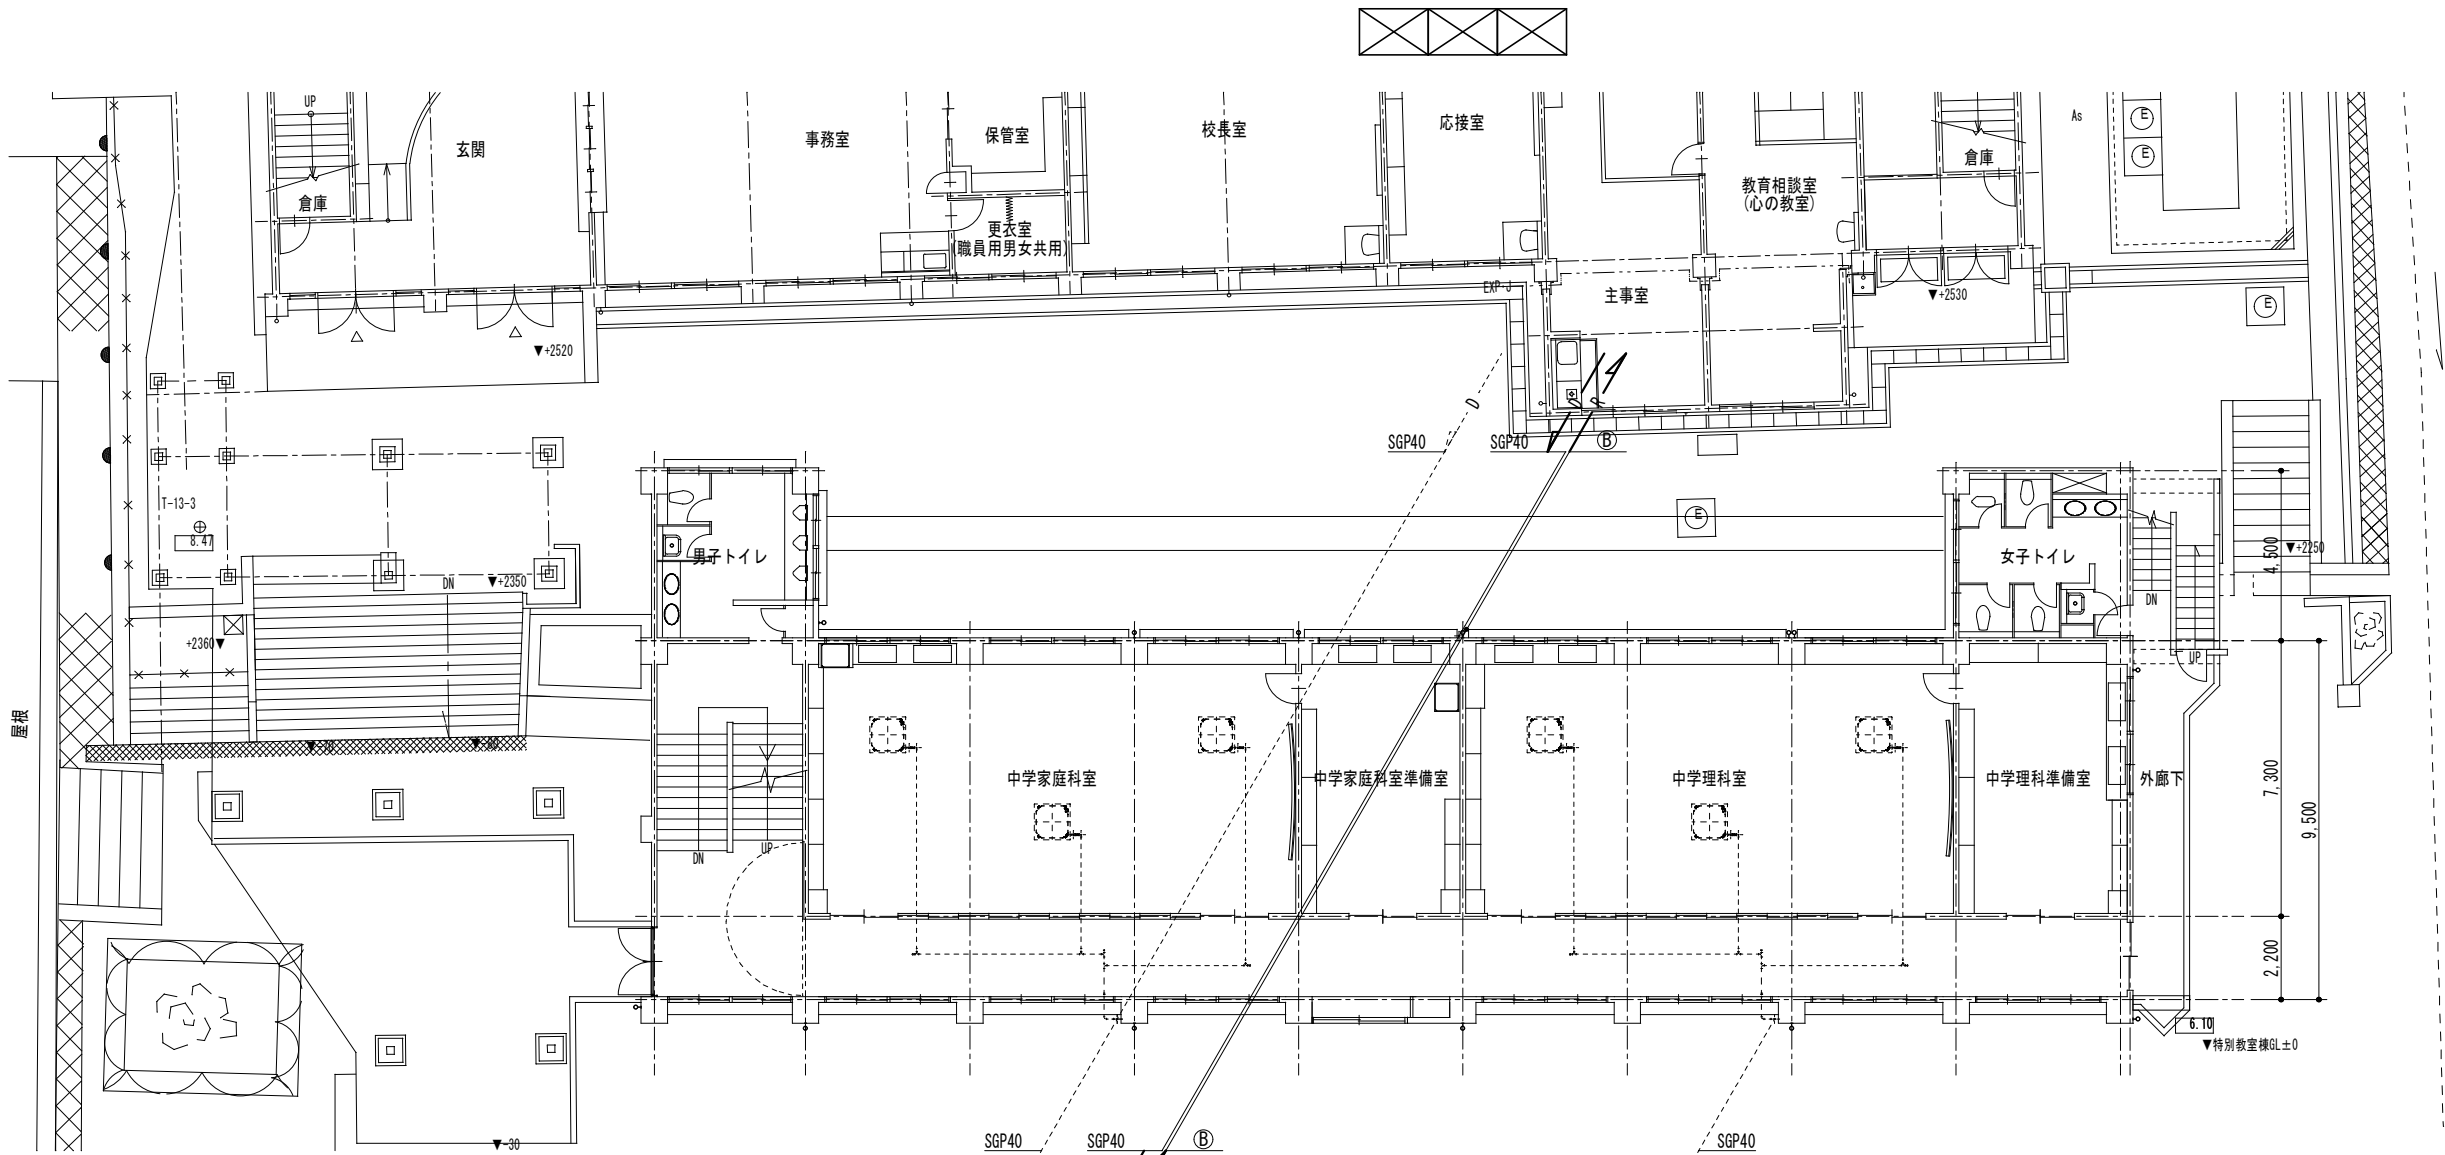 UP
As
E
E
玄関
事務室
保管室
校長室
応接室
倉庫
倉庫
教育相談室
(心の教室)
更衣室
(職員用男女共用)
EXP.J
主事室
▼+2530
E
▼+2520
D
D
R
SGP40
SGP40
B
T-13-3
8.47
E
男子トイレ
女子トイレ
4,500
▼+2250
DN
▼+2350
DN
+2360▼
UP
屋根
▼-70
▼-80
中学家庭科室
中学家庭科室準備室
中学理科室
中学理科準備室
外廊下
7,300
9,500
DN
UP
2,200
6.10
▼特別教室棟GL±0
▼-30
SGP40
SGP40
B
SGP40